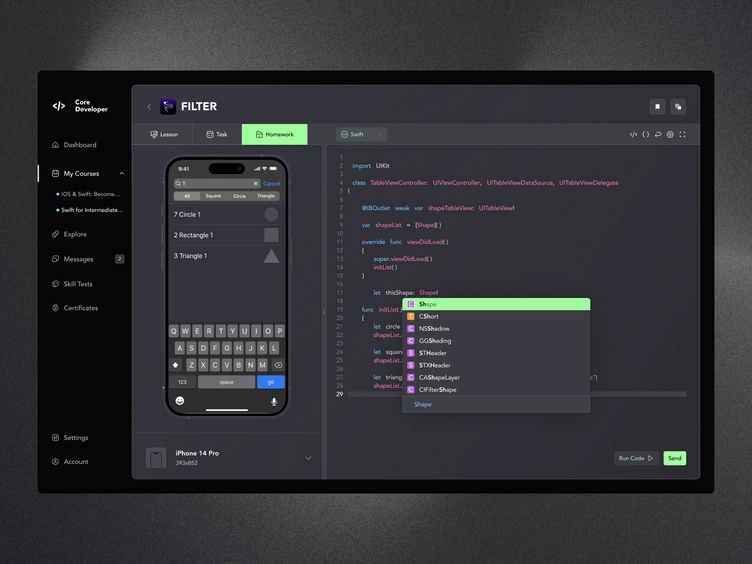 Core
Developer
Dashboard
My Courses
iOS & Swift: Become...
Swift for Intermediate...
Explore
Messages 2
Skill Tests
Certificates
Settings
Account
FILTER
Lesson Task Homework
9:41
T Cancel
All Square Circle Triangle
7 Circle 1
2 Rectangle 1
3 Triangle 1
Q W E R T Y U I O P
A S D F G H J K L
Z X C V B N M
123 space go
iPhone 14 Pro
393x852
Swift
1
2 import UIKit
3
4 class TableViewController: UIViewController, UITableViewDataSource, UITableViewDelegate
5 {
6
7 @IBOutlet weak var shapeTableView: UITableView!
8
9 var shapeList = [Shape]()
10
11 override func viewDidLoad()
12 {
13 super.viewDidLoad()
14 initList()
15 }
16
17 let thisShape: Shape!
18
19 func initList()
20 {
21 let circle
22 shapeList.
23
24 let squar
25 shapeList.
26
27 let triang e")
28 shapeList.
29
C Shape
T CShort
C NSShadow
C GGShading
S STHeader
S STXHeader
C CAShapeLayer
C CIFilterShape
Shape
Run Code
Send